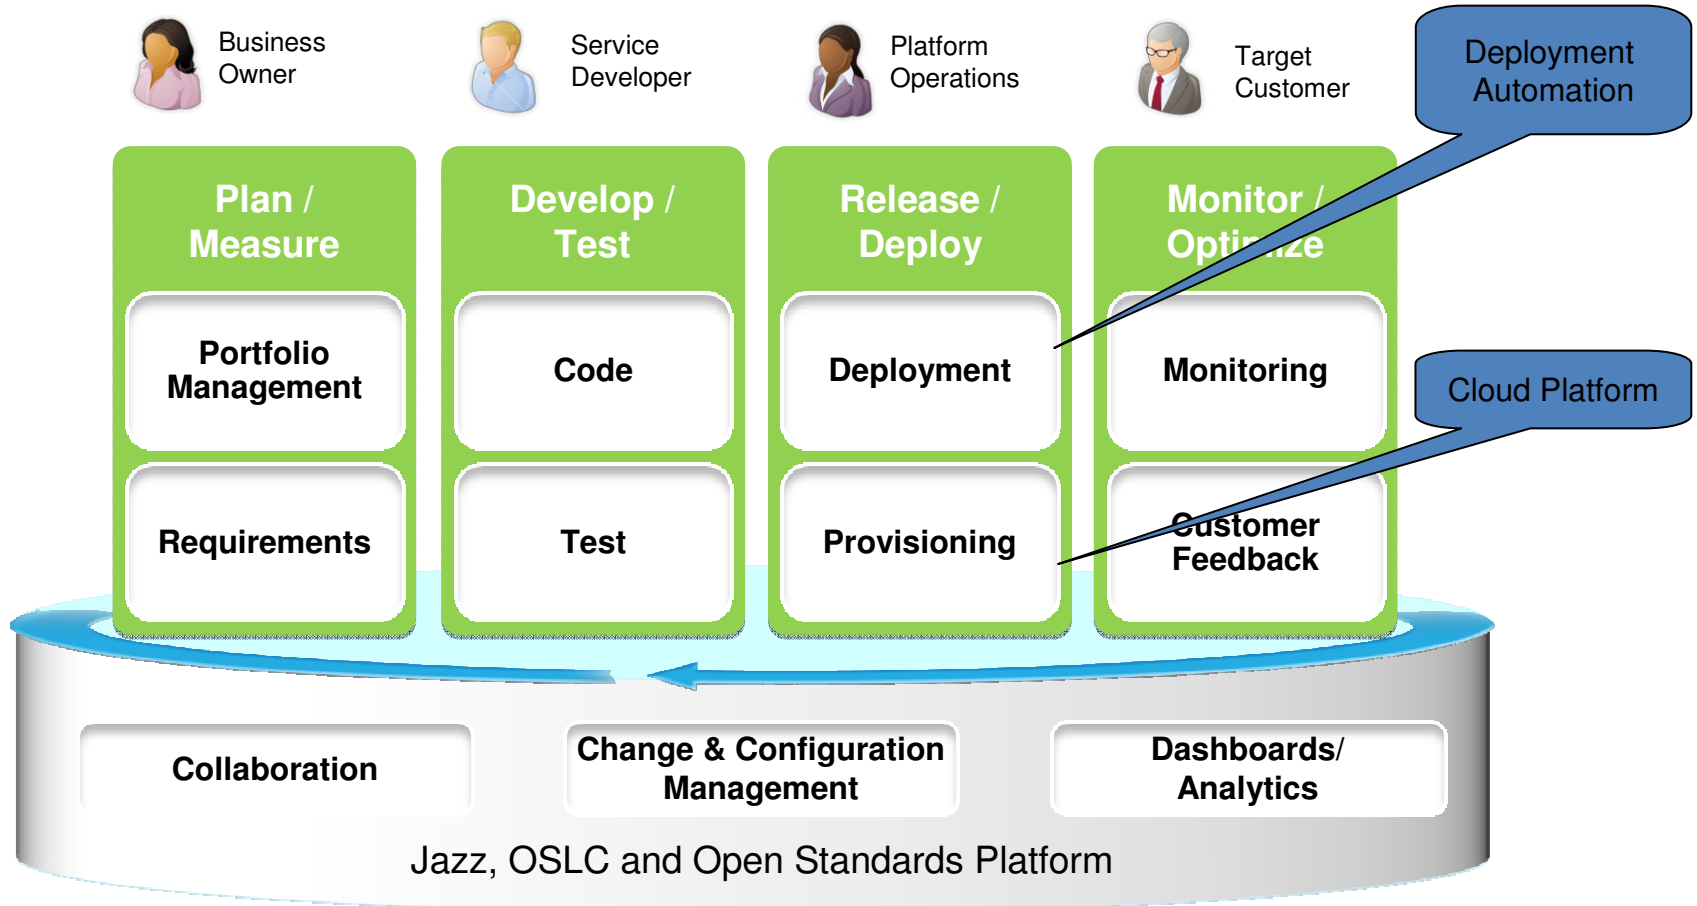 Business
Owner
Service
Developer
Platform
Operations
Target
Customer
Deployment
Automation
Plan /
Measure
Develop /
Test
Release /
Deploy
Monitor /
Optimize
Portfolio
Management
Code
Deployment
Monitoring
Cloud Platform
Requirements
Test
Provisioning
Customer
Feedback
Collaboration
Change & Configuration
Management
Dashboards/
Analytics
Jazz, OSLC and Open Standards Platform